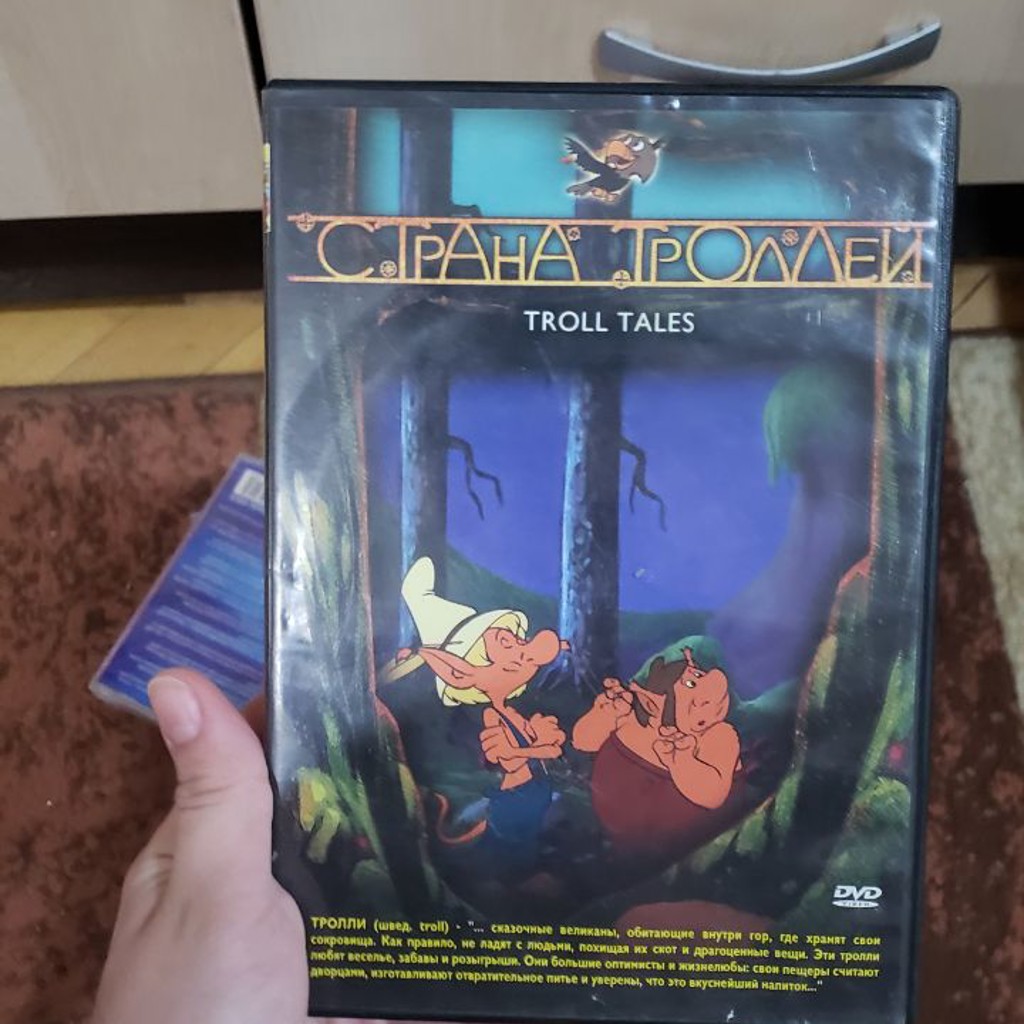 СТРАНА ТРОЛЛЕЙ
TROLL TALES
DVD
VIDEO
ТРОЛЛИ (швед. troll) - "... сказочные великаны, обитающие внутри гор, где хранят свои
сокровища. Как правило, не ладят с людьми, похищая их скот и драгоценные вещи. Эти тролли
любят веселье, забавы и розыгрыши. Они большие оптимисты и жизнелюбы: свои пещеры считают
дворцами, изготавливают отвратительное питье и уверены, что это вкуснейший напиток..."